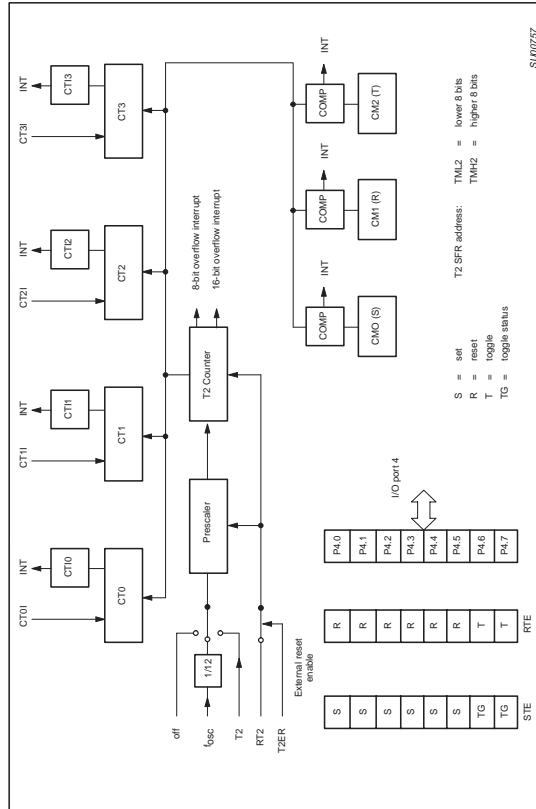 CT0I INT CT1I INT CT2I INT CT3I INT
CTI0 CTI1 CTI2 CTI3
CT0 CT1 CT2 CT3
off
fosc
1/12
Prescaler
T2 Counter
8-bit overflow interrupt
16-bit overflow interrupt
T2
RT2
T2ER
External reset
enable
INT INT INT
COMP COMP COMP
CMO (S) CM1 (R) CM2 (T)
I/O port 4
S R P4.0
S R P4.1
S R P4.2
S R P4.3
S R P4.4
S R P4.5
TG T P4.6
TG T P4.7
STE RTE
S = set
R = reset
T = toggle
TG = toggle status
T2 SFR address: TML2 = lower 8 bits
TMH2 = higher 8 bits
SU00757